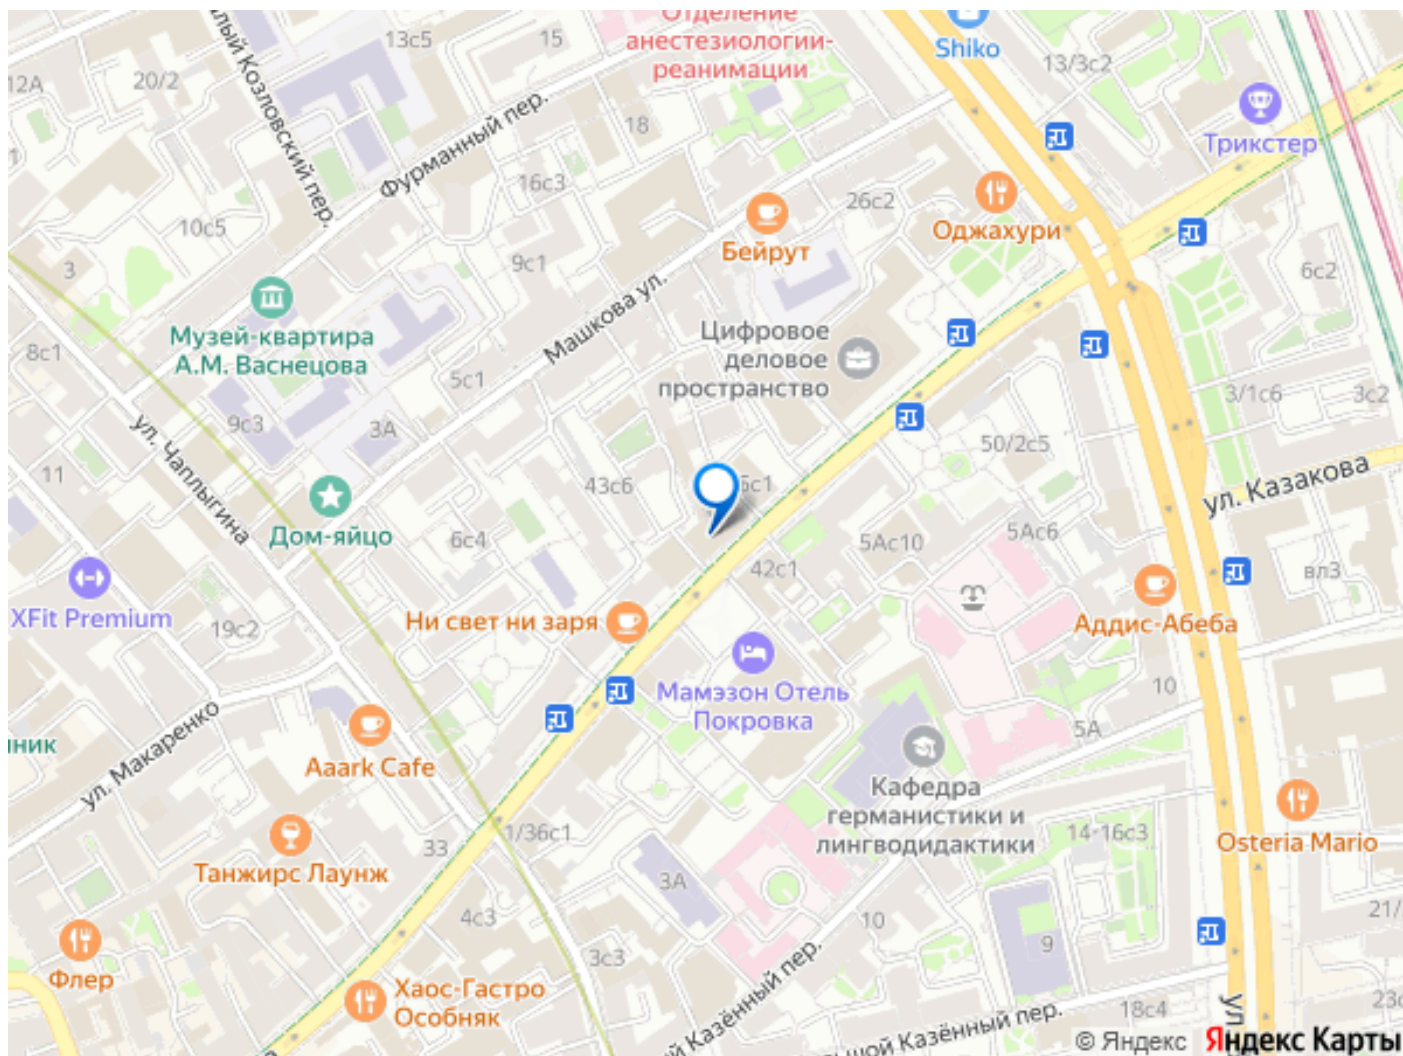 Отделение
анестезиологии-
реанимации
Shiko
13с5
15
12А
20/2
13/3с2
Трикстер
18
Фурманный пер.
16с3
26с2
Оджахури
Бейрут
10с5
3
9с1
6с2
Музей-квартира
А.М. Васнецова
Машкова ул.
Цифровое
деловое
пространство
8с1
5с1
9с3
3А
3/1с6
3с2
ул. Чаплыгина
50/2с5
11
43с6
ул. Казакова
Дом-яйцо
6с4
5Ас6
5Ас10
42с1
вл3
XFit Premium
19с2
Ни свет ни заря
Аддис-Абеба
Мамэзон Отель
Покровка
10
5А
ул. Макаренко
Aaark Cafe
Кафедра
германистики и
лингводидактики
1/36с1
33
14-16с3
Osteria Mario
Танжирс Лаунж
3А
4с3
10
9
3с3
Флер
Хаос-Гастро
Особняк
Казённый пер.
Казённый пер.
18с4
ул
© Яндекс Яндекс Карты